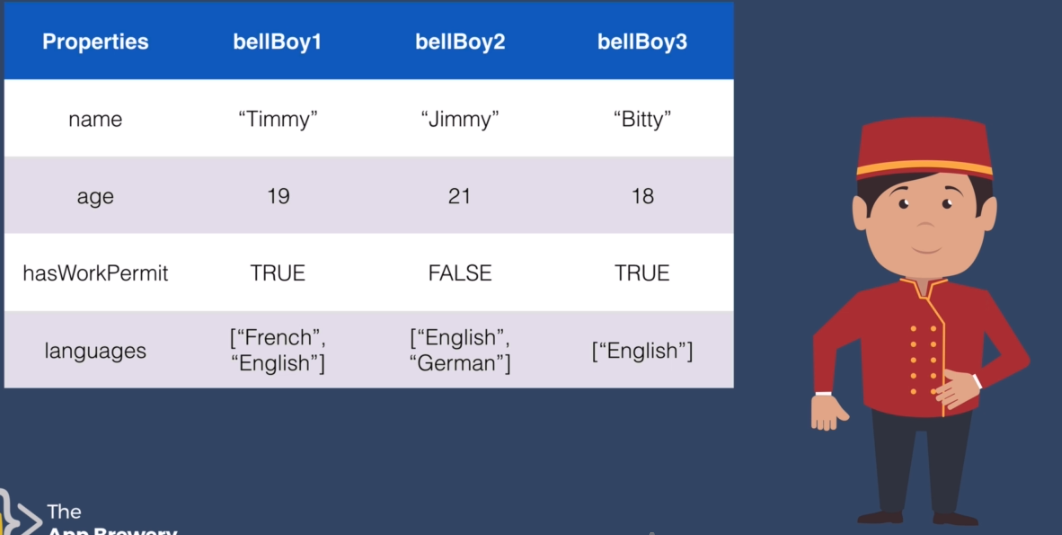 Properties bellBoy1 bellBoy2 bellBoy3
name “Timmy” “Jimmy” “Bitty”
age 19 21 18
hasWorkPermit TRUE FALSE TRUE
languages [“French”, “English”] [“English”, “German”] [“English”]
The
App Brewery